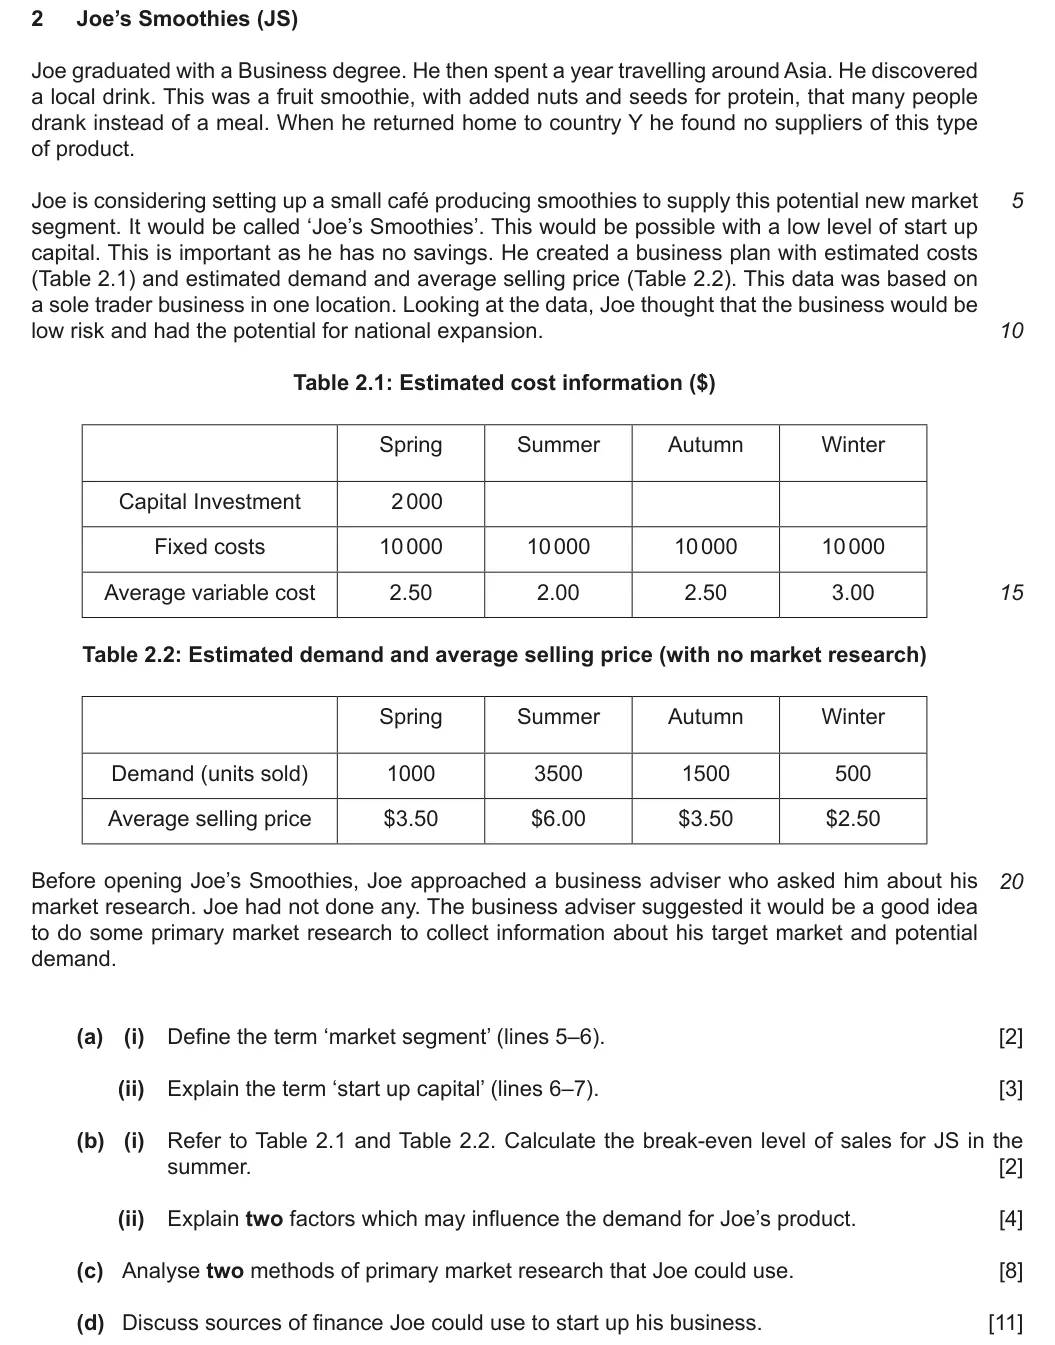 2 Joe’s Smoothies (JS)
Joe graduated with a Business degree. He then spent a year travelling around Asia. He discovered
a local drink. This was a fruit smoothie, with added nuts and seeds for protein, that many people
drank instead of a meal. When he returned home to country Y he found no suppliers of this type
of product.
Joe is considering setting up a small café producing smoothies to supply this potential new market 5
segment. It would be called ‘Joe’s Smoothies’. This would be possible with a low level of start up
capital. This is important as he has no savings. He created a business plan with estimated costs
(Table 2.1) and estimated demand and average selling price (Table 2.2). This data was based on
a sole trader business in one location. Looking at the data, Joe thought that the business would be
low risk and had the potential for national expansion. 10
Table 2.1: Estimated cost information ($)
Spring Summer Autumn Winter
Capital Investment 2 000
Fixed costs 10 000 10 000 10 000 10 000
Average variable cost 2.50 2.00 2.50 3.00 15
Table 2.2: Estimated demand and average selling price (with no market research)
Spring Summer Autumn Winter
Demand (units sold) 1000 3500 1500 500
Average selling price $3.50 $6.00 $3.50 $2.50
Before opening Joe’s Smoothies, Joe approached a business adviser who asked him about his 20
market research. Joe had not done any. The business adviser suggested it would be a good idea
to do some primary market research to collect information about his target market and potential
demand.
(a) (i) Define the term ‘market segment’ (lines 5–6). [2]
(ii) Explain the term ‘start up capital’ (lines 6–7). [3]
(b) (i) Refer to Table 2.1 and Table 2.2. Calculate the break-even level of sales for JS in the
summer. [2]
(ii) Explain two factors which may influence the demand for Joe’s product. [4]
(c) Analyse two methods of primary market research that Joe could use. [8]
(d) Discuss sources of finance Joe could use to start up his business. [11]